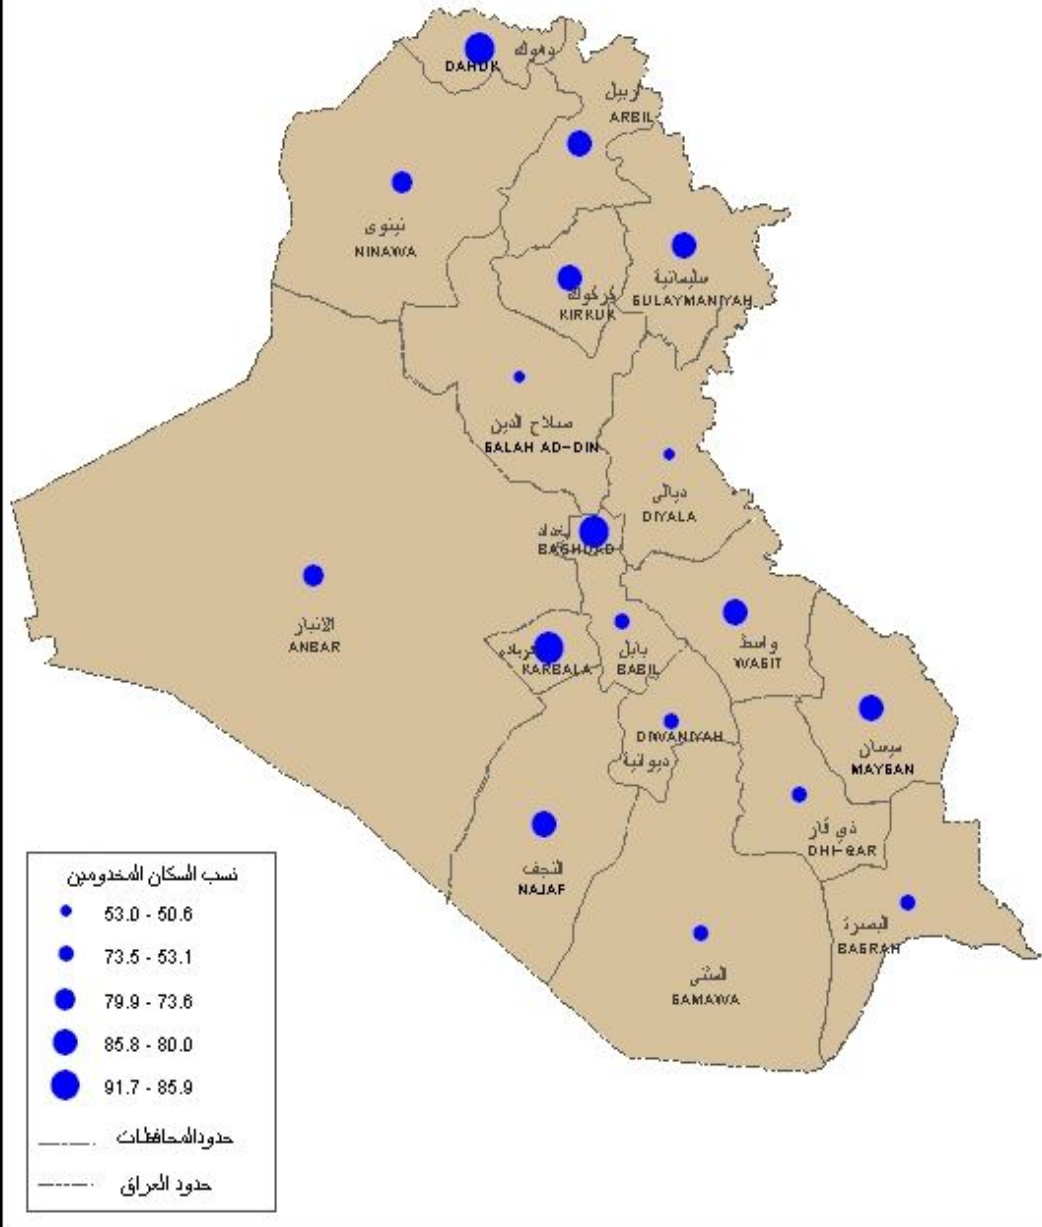 دهوك
DAHUK
اربيل
ARBIL
نينوى
NINAWA
سليمانية
SULAYMANIYAH
كركوك
KIRKUK
صلاح الدين
SALAH AD-DIN
ديالى
DIYALA
بغداد
BAGHDAD
الانبار
ANBAR
كربلاء
KARBALA
بابل
BABIL
واسط
WASIT
DIWANIYAH
ديوانية
ميسان
MAYSAN
ذي قار
DHI-QAR
النجف
NAJAF
البصرة
BASRAH
المثنى
SAMAWA
نسب السكان المخدومين
53.0 - 50.6
73.5 - 53.1
79.9 - 73.6
85.8 - 80.0
91.7 - 85.9
حدود المحافظات
حدود العراق